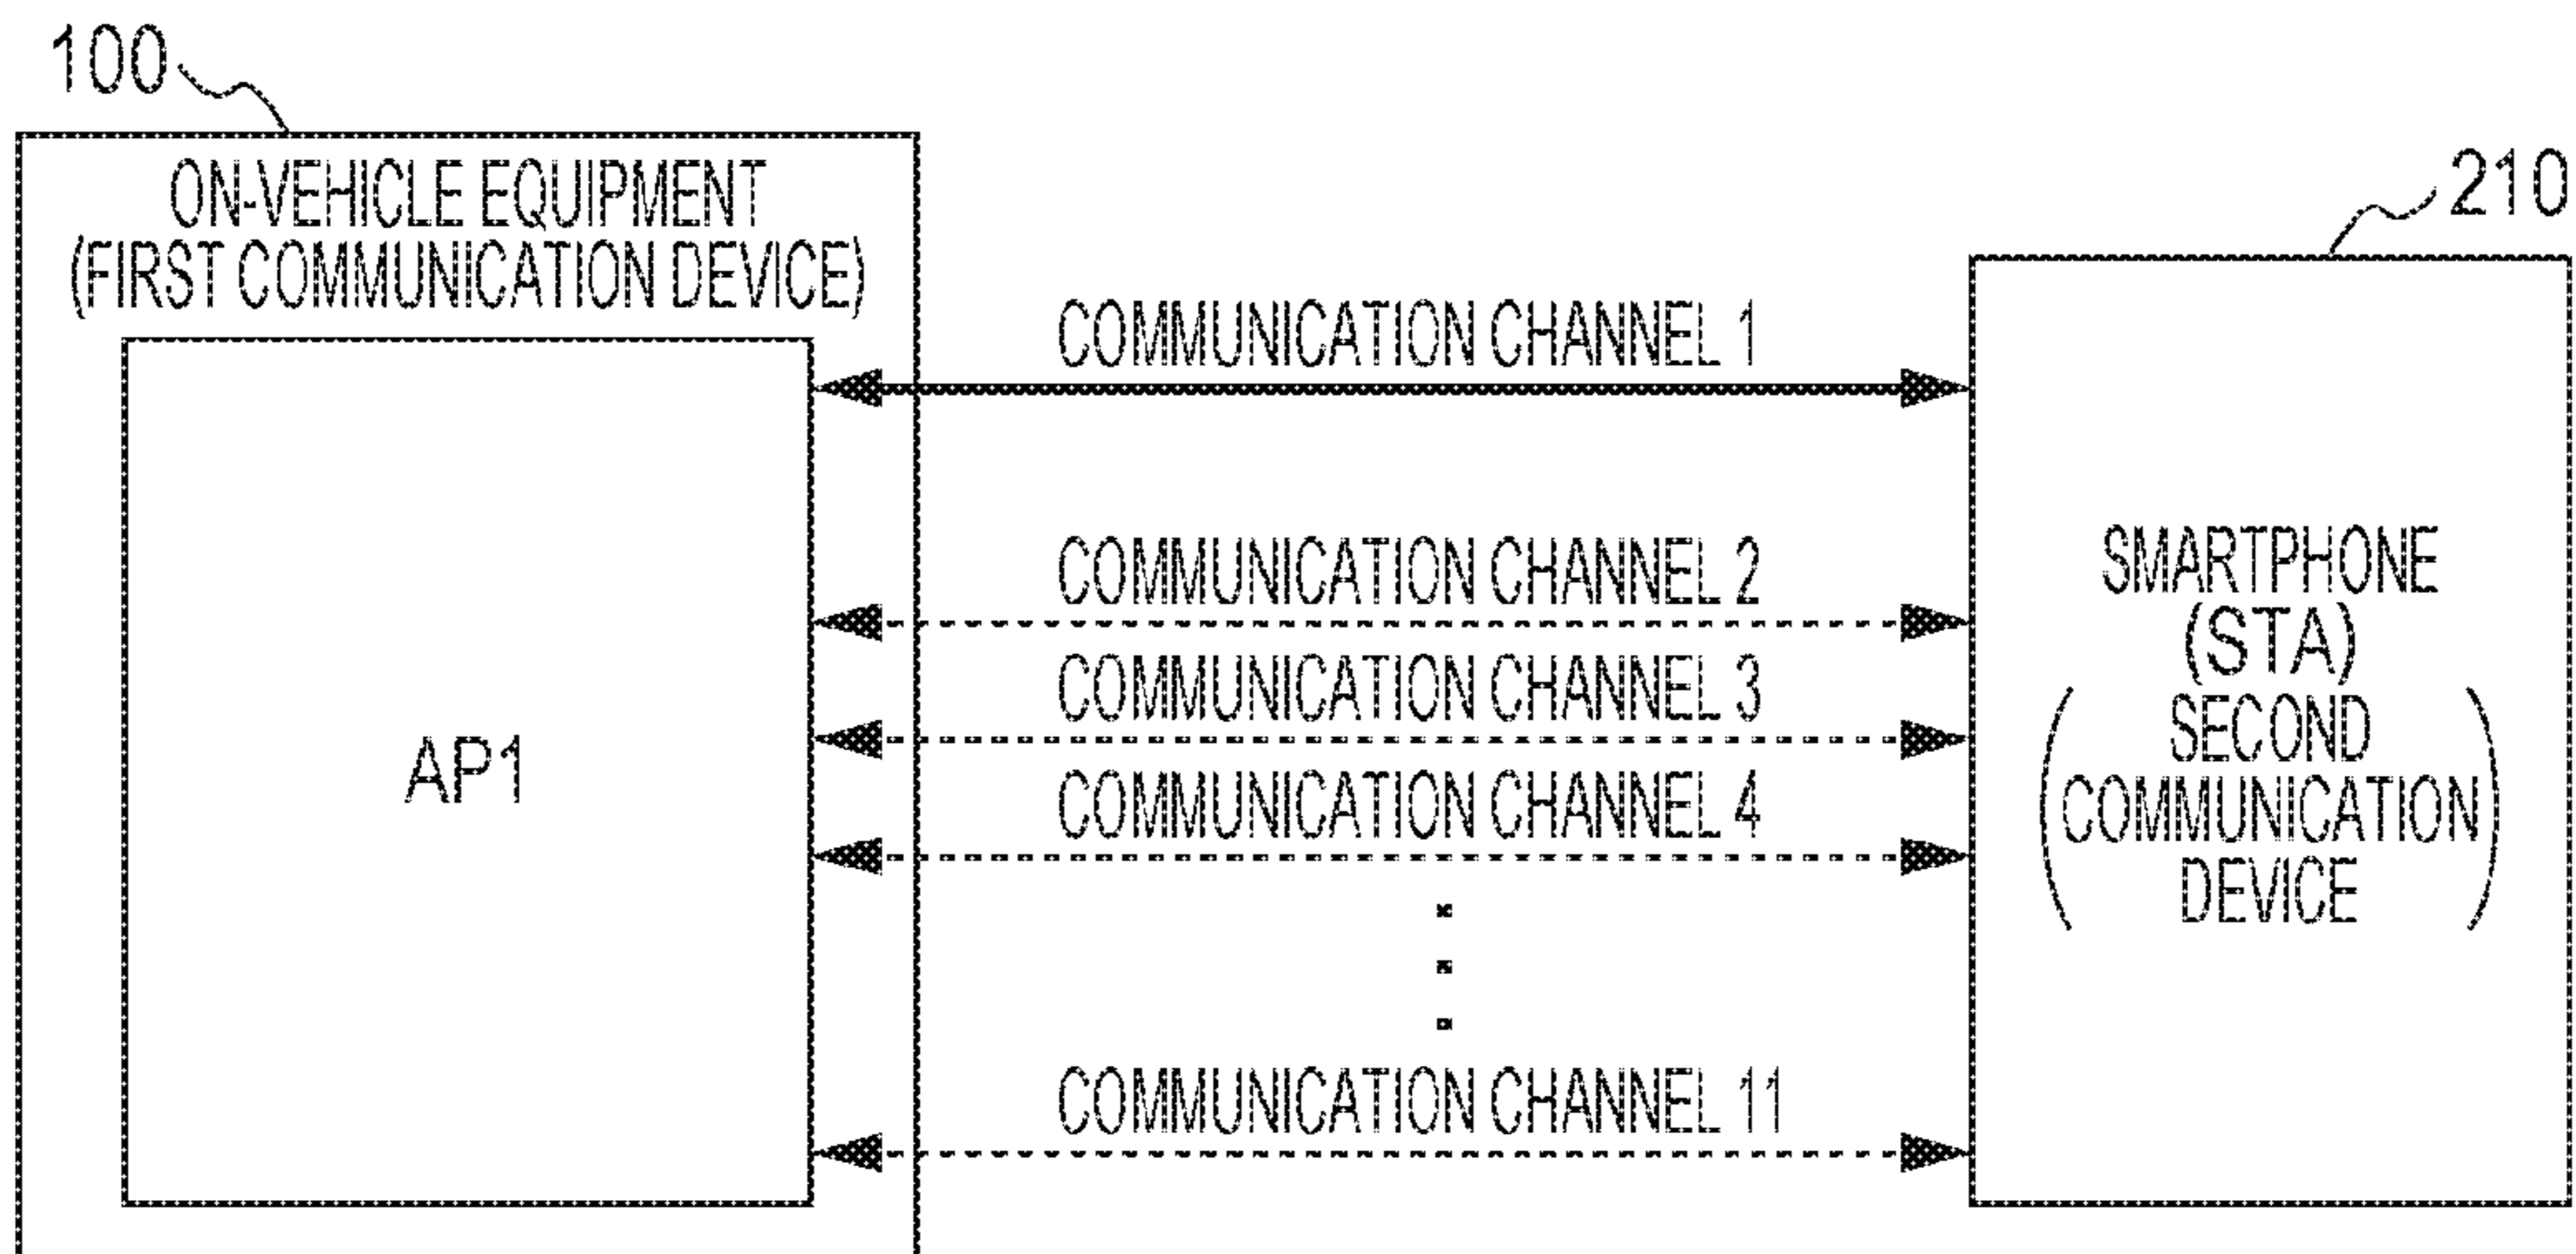 100
ON-VEHICLE EQUIPMENT
(FIRST COMMUNICATION DEVICE)
AP1
COMMUNICATION CHANNEL 1
COMMUNICATION CHANNEL 2
COMMUNICATION CHANNEL 3
COMMUNICATION CHANNEL 4
COMMUNICATION CHANNEL 11
210
SMARTPHONE
(STA)
(SECOND
COMMUNICATION
DEVICE)